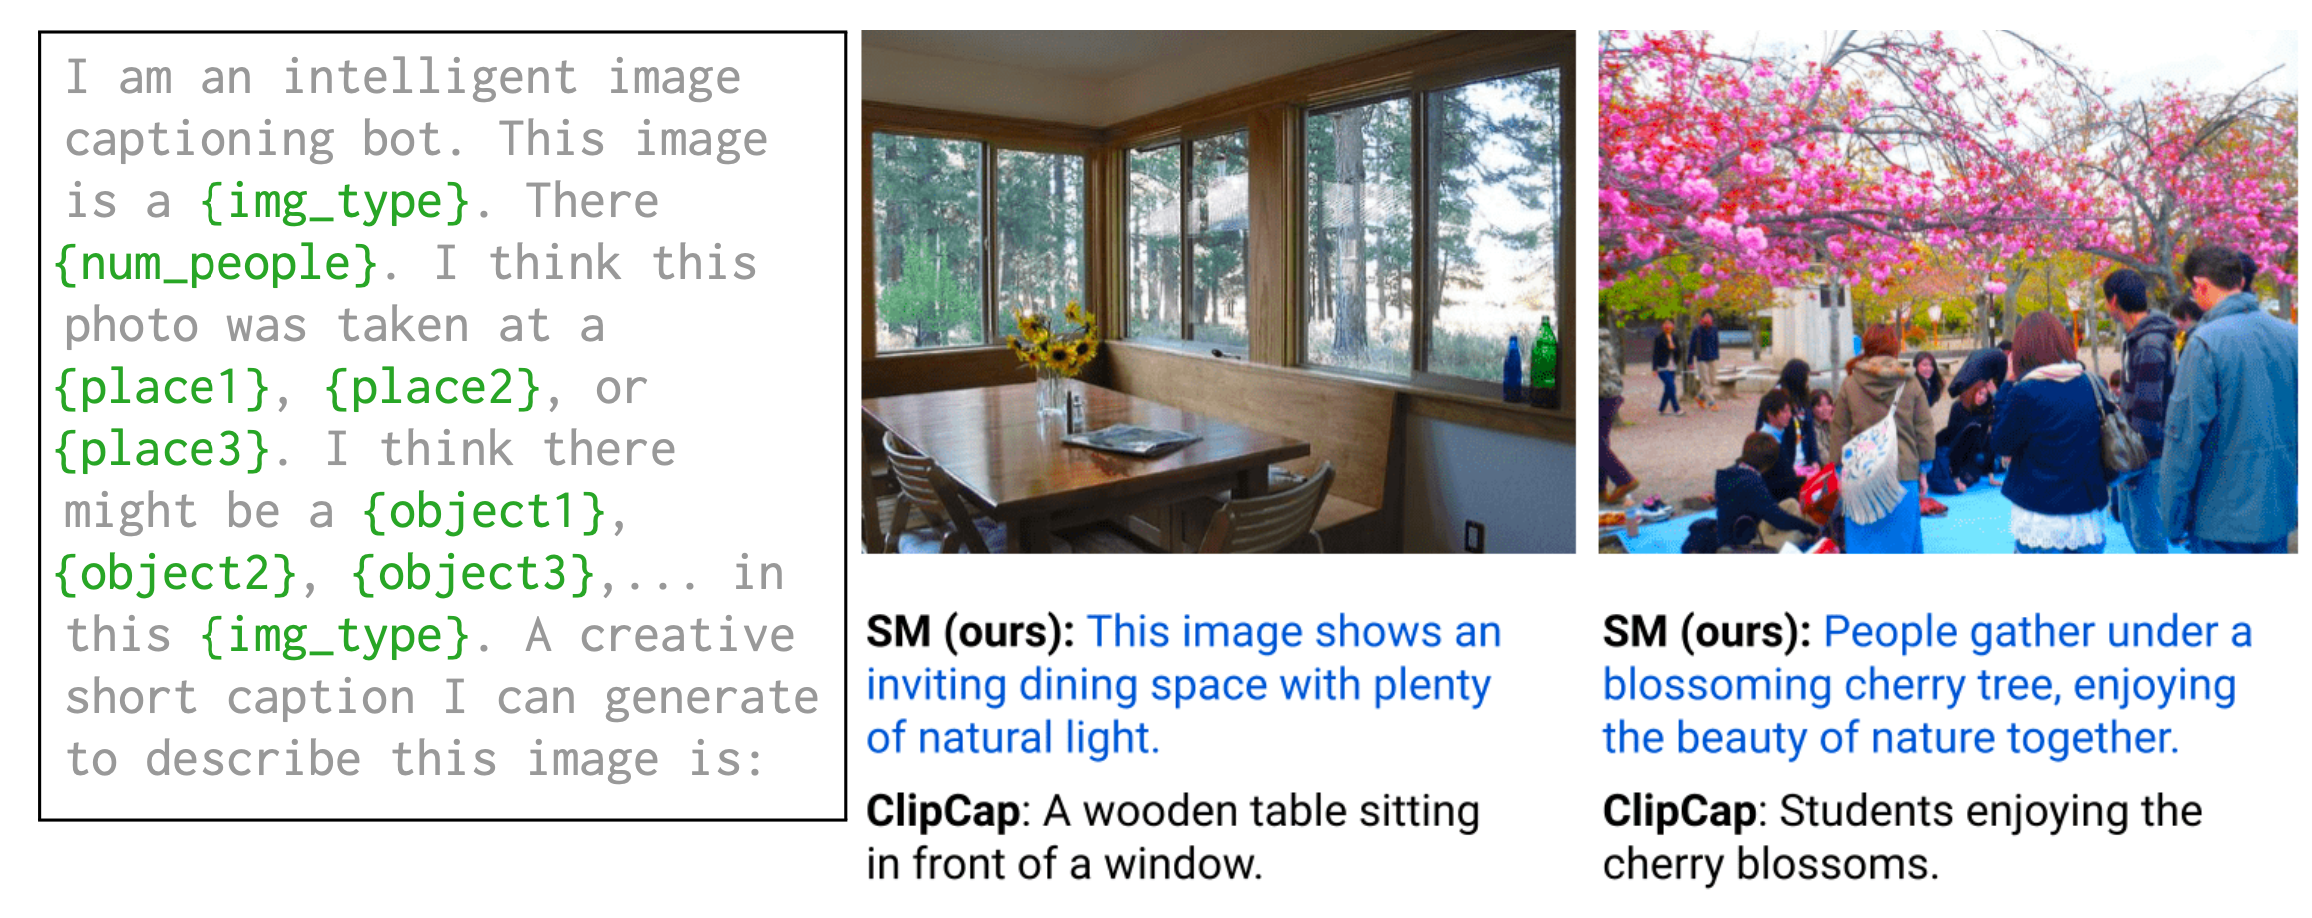 I am an intelligent image
captioning bot. This image
is a {img_type}. There
{num_people}. I think this
photo was taken at a
{place1}, {place2}, or
{place3}. I think there
might be a {object1},
{object2}, {object3},... in
this {img_type}. A creative
short caption I can generate
to describe this image is:
SM (ours): This image shows an
inviting dining space with plenty
of natural light.
ClipCap: A wooden table sitting
in front of a window.
SM (ours): People gather under a
blossoming cherry tree, enjoying
the beauty of nature together.
ClipCap: Students enjoying the
cherry blossoms.